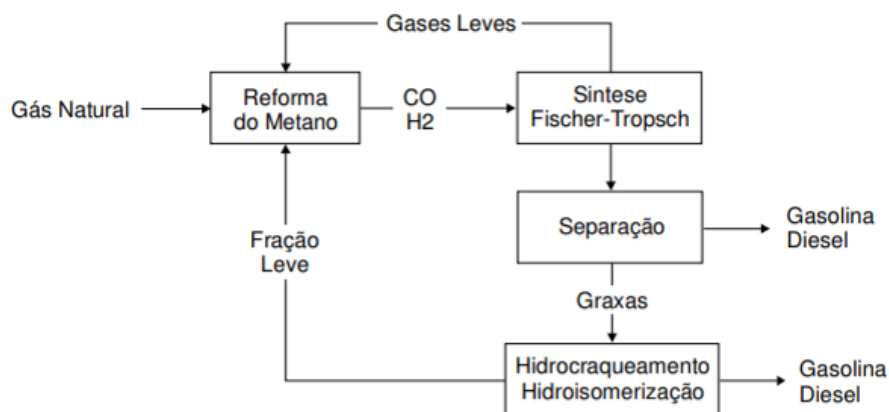 Gases Leves
Gás Natural
Reforma
do Metano
CO
H2
Sintese
Fischer-Tropsch
Separação
Gasolina
Diesel
Fração
Leve
Graxas
Hidrocraqueamento
Hidroisomerização
Gasolina
Diesel